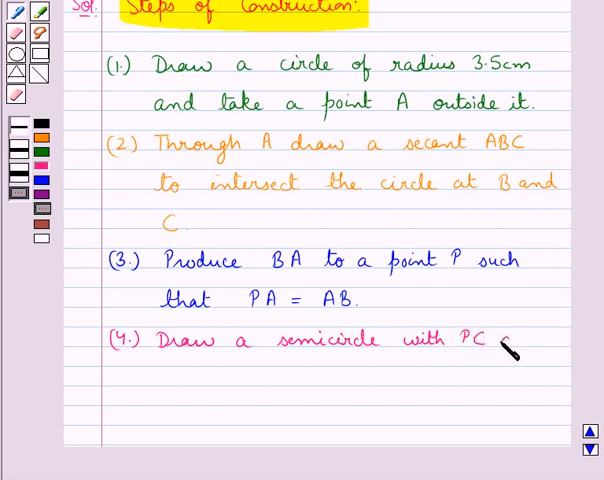 Sol:
Steps of Construction:
(1.) Draw a circle of radius 3.5cm
and take a point A outside it.
(2) Through A draw a secant ABC
to intersect the circle at B and
C.
(3.) Produce BA to a point P such
that PA = AB.
(4.) Draw a semicircle with PC